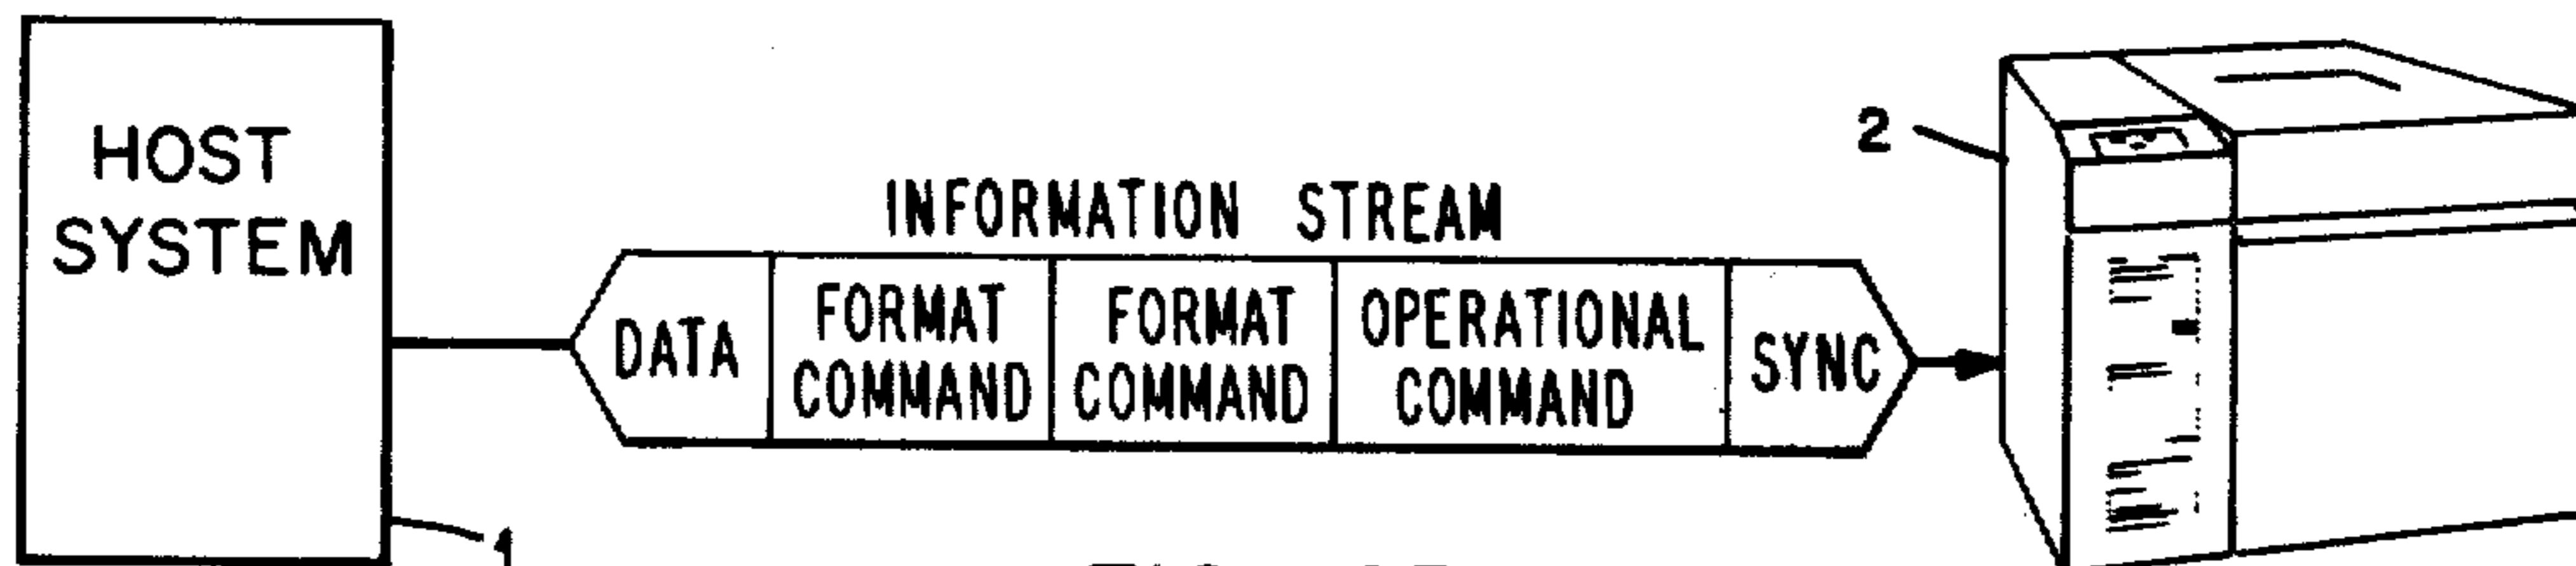 HOST
SYSTEM
1
INFORMATION STREAM
DATA
FORMAT
COMMAND
FORMAT
COMMAND
OPERATIONAL
COMMAND
SYNC
2